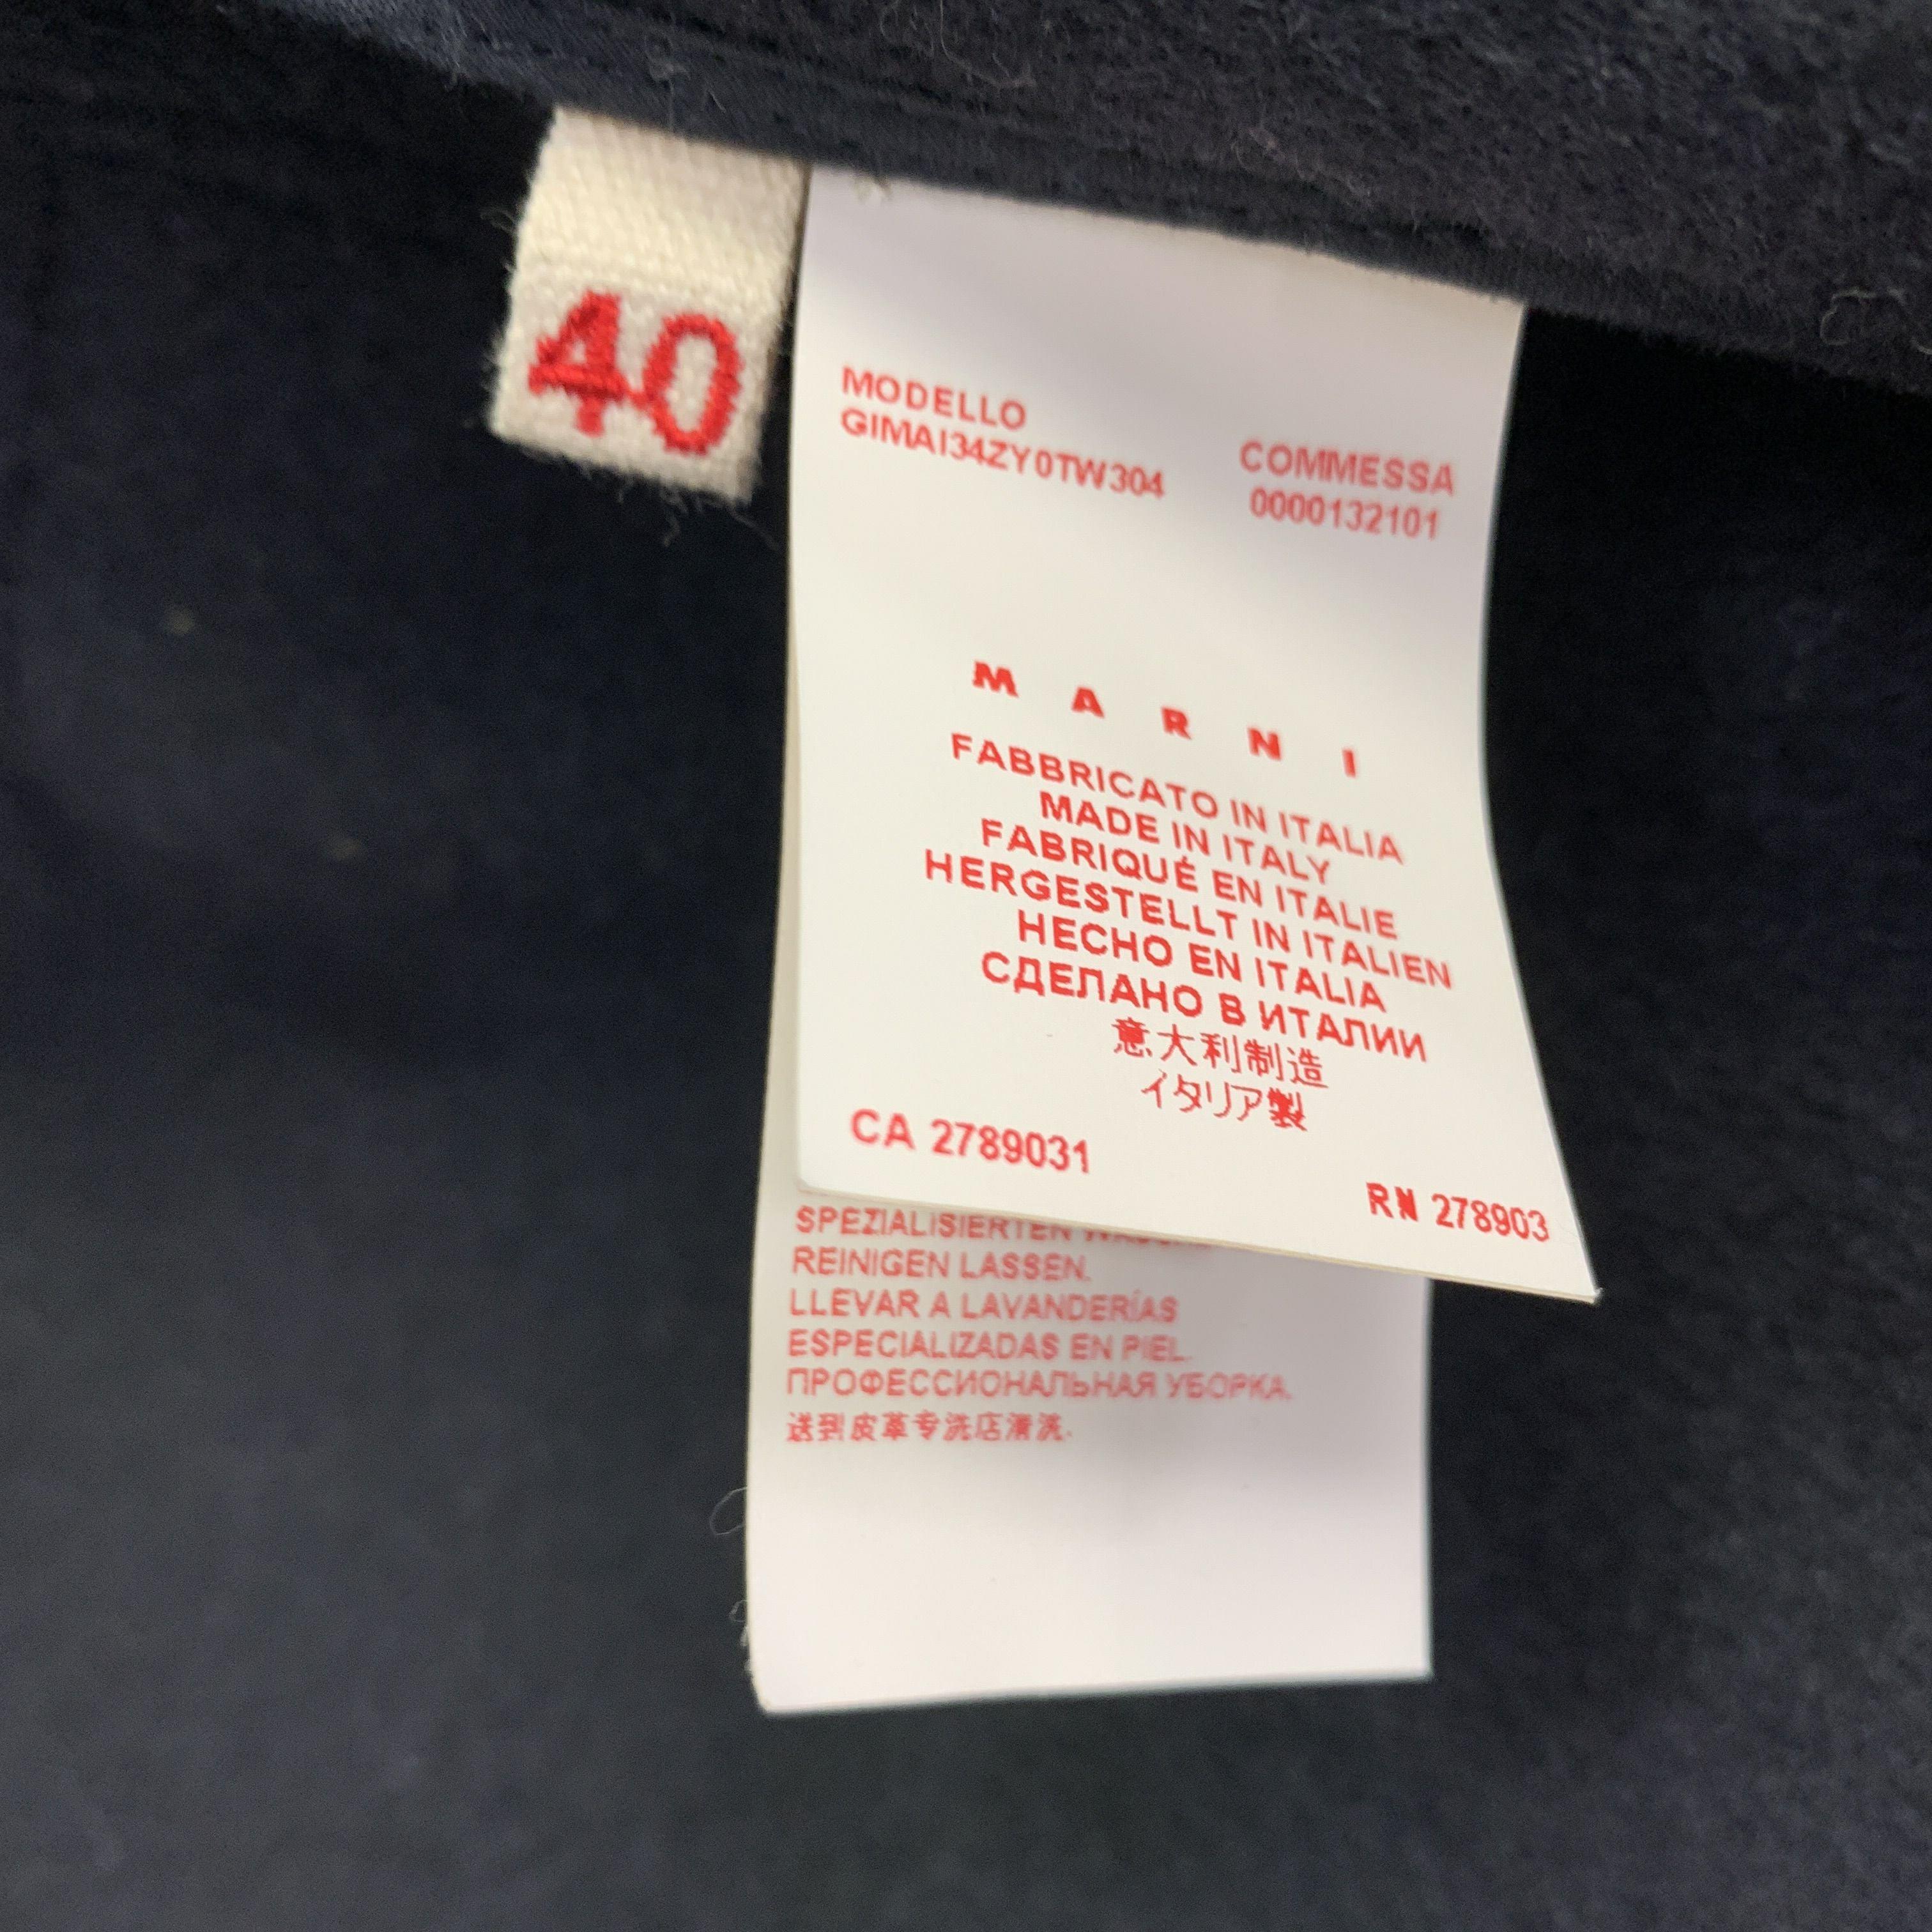 40
MODELLO
GIMAI34ZY0TW304
COMMESSA
0000132101
M A R N I
FABBRICATO IN ITALIA
MADE IN ITALY
FABRIQUÉ EN ITALIE
HERGESTELLT IN ITALIEN
HECHO EN ITALIA
СДЕЛАНО В ИТАЛИИ
意大利制造
イタリア製
CA 2789031
RN 278903
SPEZIALISIERTEN
REINIGEN LASSEN.
LLEVAR A LAVANDERÍAS
ESPECIALIZADAS EN PIEL.
ПРОФЕССИОНАЛЬНАЯ УБОРКА.
送到皮革专洗店清洗.